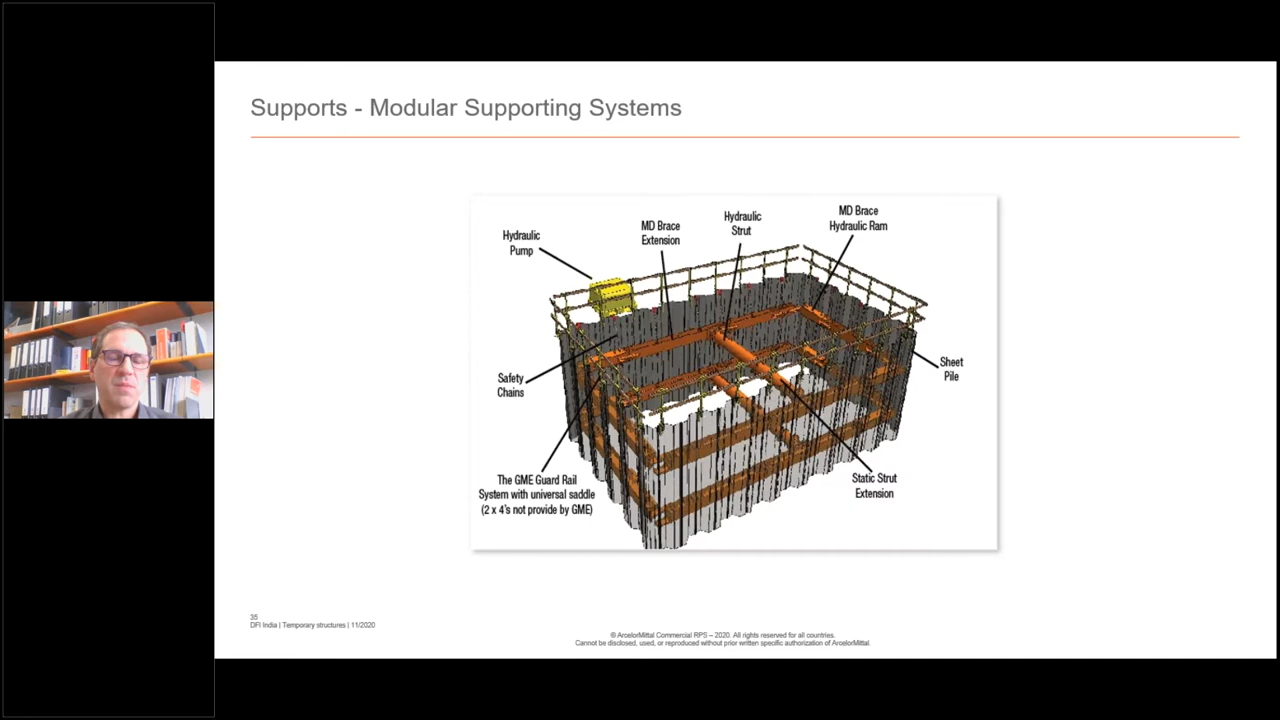 Supports - Modular Supporting Systems
Hydraulic
Pump
MD Brace
Extension
Hydraulic
Strut
MD Brace
Hydraulic Ram
Safety
Chains
Sheet
Pile
The GME Guard Rail
System with universal saddle
(2 x 4's not provide by GME)
Static Strut
Extension
35
DFI India | Temporary structures | 11/2020
© ArcelorMittal Commercial RPS – 2020. All rights reserved for all countries.
Cannot be disclosed, used, or reproduced without prior written specific authorization of ArcelorMittal.